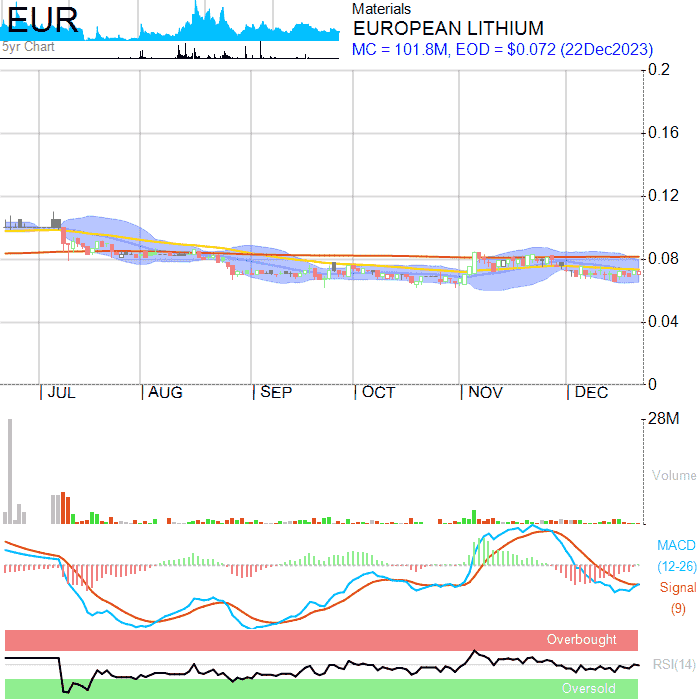 EUR
5yr Chart
Materials
EUROPEAN LITHIUM
MC = 101.8M, EOD = $0.072 (22Dec2023)
0.2
0.16
0.12
0.08
0.04
0
JUL AUG SEP OCT NOV DEC
28M
Volume
MACD
(12-26)
Signal
(9)
Overbought
RSI(14)
Oversold